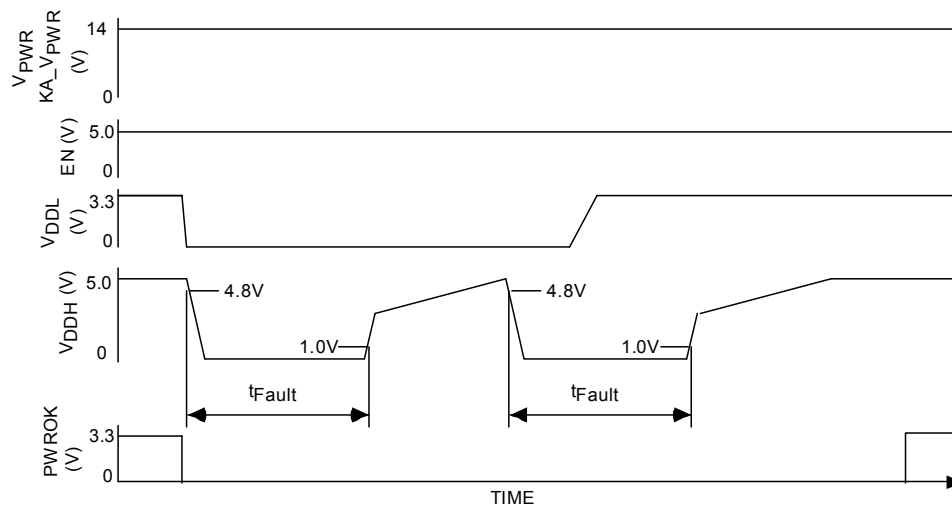 VPWR
KA_VPWR
(V)
14
0
EN (V)
5.0
0
VDDL
(V)
3.3
0
VDDH (V)
5.0
0
4.8V
4.8V
1.0V
1.0V
tFault
tFault
PWROK
(V)
3.3
0
TIME